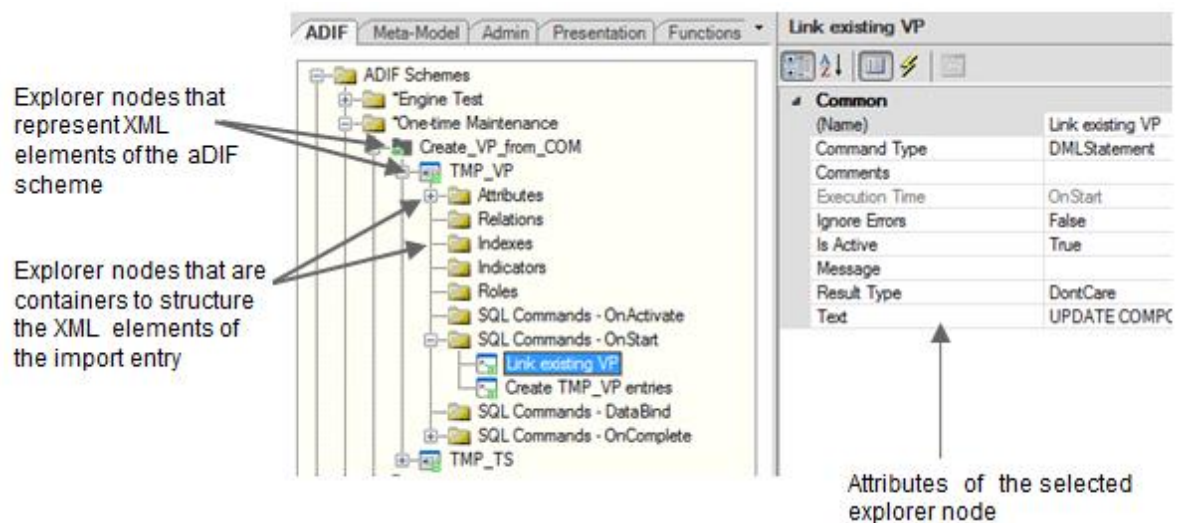 ADIF Meta-Model Admin Presentation Functions
Link existing VP
Explorer nodes that
represent XML
elements of the aDIF
scheme
Explorer nodes that are
containers to structure
the XML elements of
the import entry
ADIF Schemes
*Engine Test
*One-time Maintenance
Create_VP_from_COM
TMP_VP
Attributes
Relations
Indexes
Indicators
Roles
SQL Commands - OnActivate
SQL Commands - OnStart
Link existing VP
Create TMP_VP entries
SQL Commands - DataBind
SQL Commands - OnComplete
TMP_TS
Common
(Name) Link existing VP
Command Type DMLStatement
Comments
Execution Time OnStart
Ignore Errors False
Is Active True
Message
Result Type DontCare
Text UPDATE COMPO
Attributes of the selected
explorer node